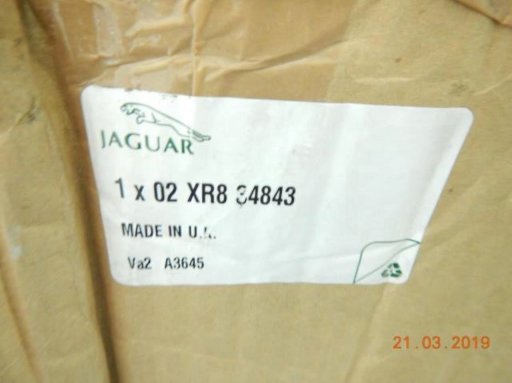 JAGUAR
1 x 02 XR8 34843
MADE IN U.K.
Va2 A3645
21.03.2019